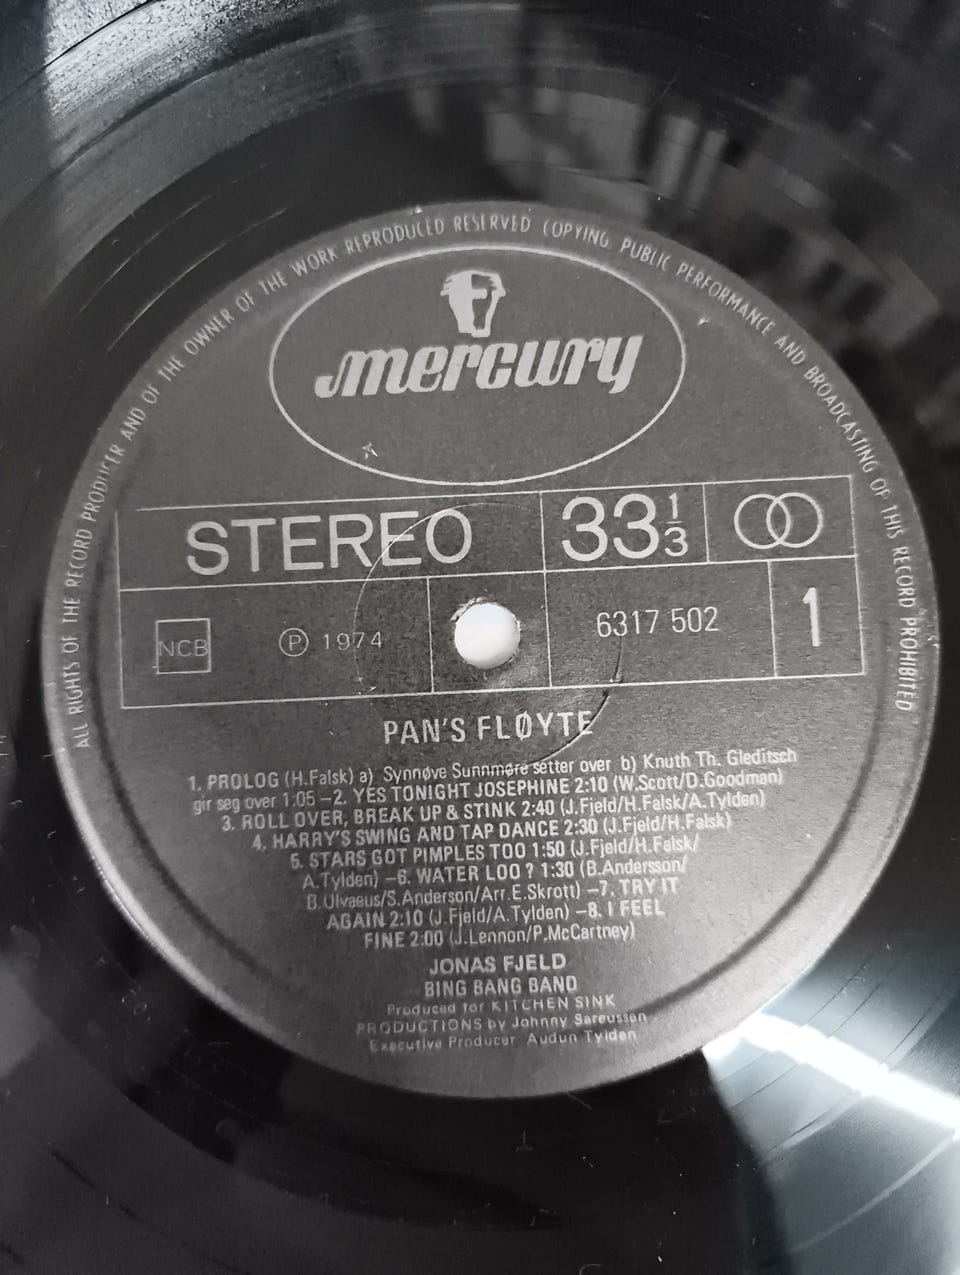 ALL RIGHTS OF THE RECORD PRODUCER AND OF THE OWNER OF THE WORK REPRODUCED RESERVED COPYING PUBLIC PERFORMANCE AND BROADCASTING OF THIS RECORD PROHIBITED
mercury
STEREO 33 1/3
NCB Ⓟ 1974 6317 502 1
PAN'S FLØYTE
1. PROLOG (H.Falsk) a) Synnøve Sunnmøre setter over b) Knuth Th. Gleditsch
gir seg over 1:05 –2. YES TONIGHT JOSEPHINE 2:10 (W.Scott/D.Goodman)
3. ROLL OVER, BREAK UP & STINK 2:40 (J.Fjeld/H.Falsk/A.Tylden)
4. HARRY'S SWING AND TAP DANCE 2:30 (J.Fjeld/H.Falsk)
5. STARS GOT PIMPLES TOO 1:50 (J.Fjeld/H.Falsk/
A.Tylden) –6. WATER LOO ? 1:30 (B.Andersson/
B.Ulvaeus/S.Anderson/Arr.E.Skrott) –7. TRY IT
AGAIN 2:10 (J.Fjeld/A.Tylden) –8. I FEEL
FINE 2:00 (J.Lennon/P.McCartney)
JONAS FJELD
BING BANG BAND
Produced for KITCHEN SINK
PRODUCTIONS by Johnny Sareussen
Executive Producer Audun Tylden